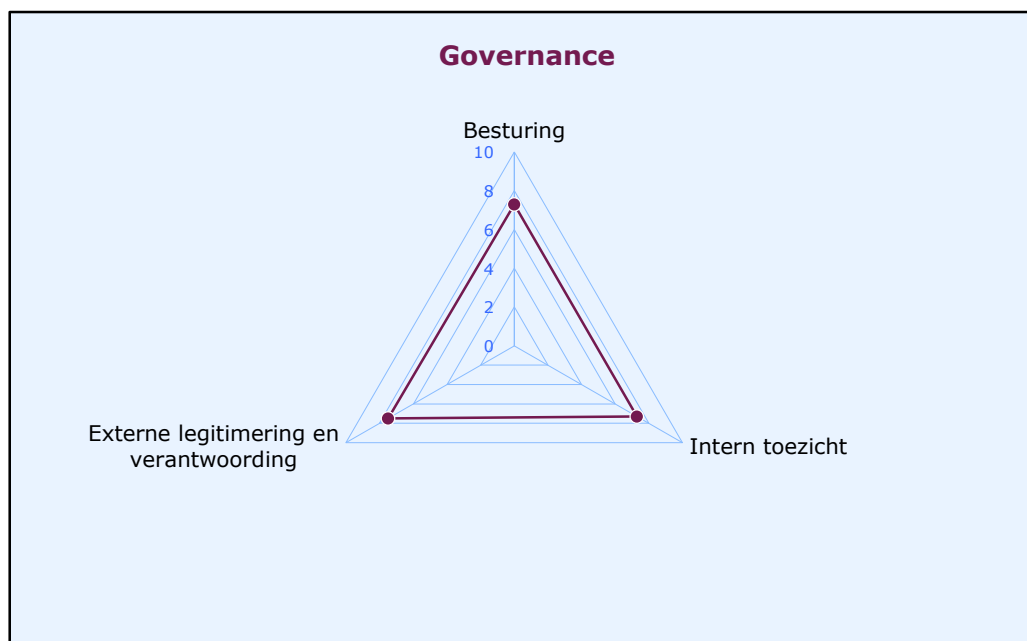 Governance
Besturing
10
8
6
4
2
0
Externe legitimering en
verantwoording
Intern toezicht